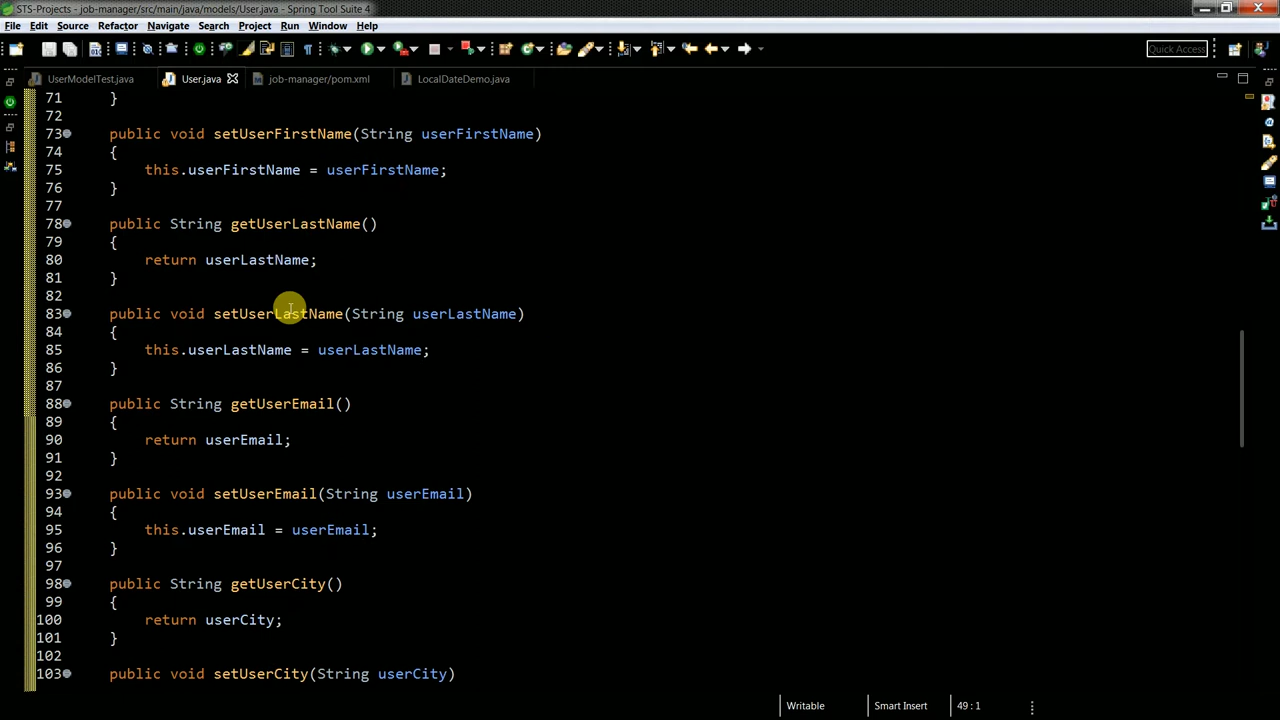 STS-Projects - job-manager/src/main/java/models/User.java - Spring Tool Suite 4
File Edit Source Refactor Navigate Search Project Run Window Help
Quick Access
UserModelTest.java User.java job-manager/pom.xml LocalDateDemo.java
71 }
72
73 public void setUserFirstName(String userFirstName)
74 {
75 this.userFirstName = userFirstName;
76 }
77
78 public String getUserLastName()
79 {
80 return userLastName;
81 }
82
83 public void setUserLastName(String userLastName)
84 {
85 this.userLastName = userLastName;
86 }
87
88 public String getUserEmail()
89 {
90 return userEmail;
91 }
92
93 public void setUserEmail(String userEmail)
94 {
95 this.userEmail = userEmail;
96 }
97
98 public String getUserCity()
99 {
100 return userCity;
101 }
102
103 public void setUserCity(String userCity)
Writable Smart Insert 49 : 1